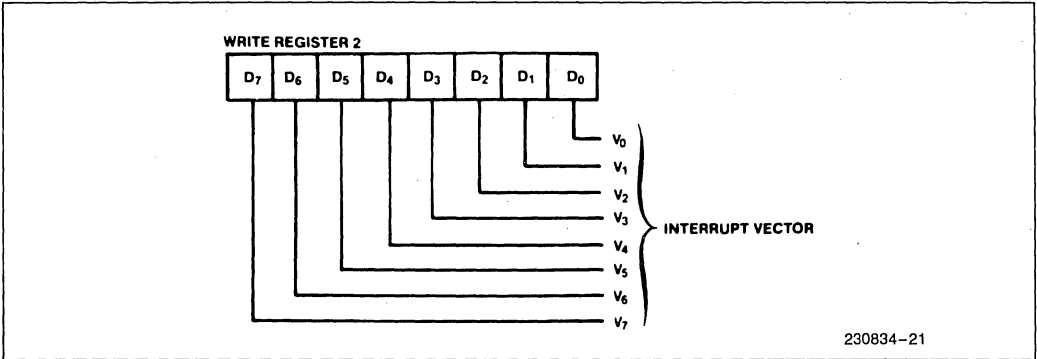 WRITE REGISTER 2
D7 D6 D5 D4 D3 D2 D1 D0
V0
V1
V2
V3
V4
V5
V6
V7
INTERRUPT VECTOR
230834-21